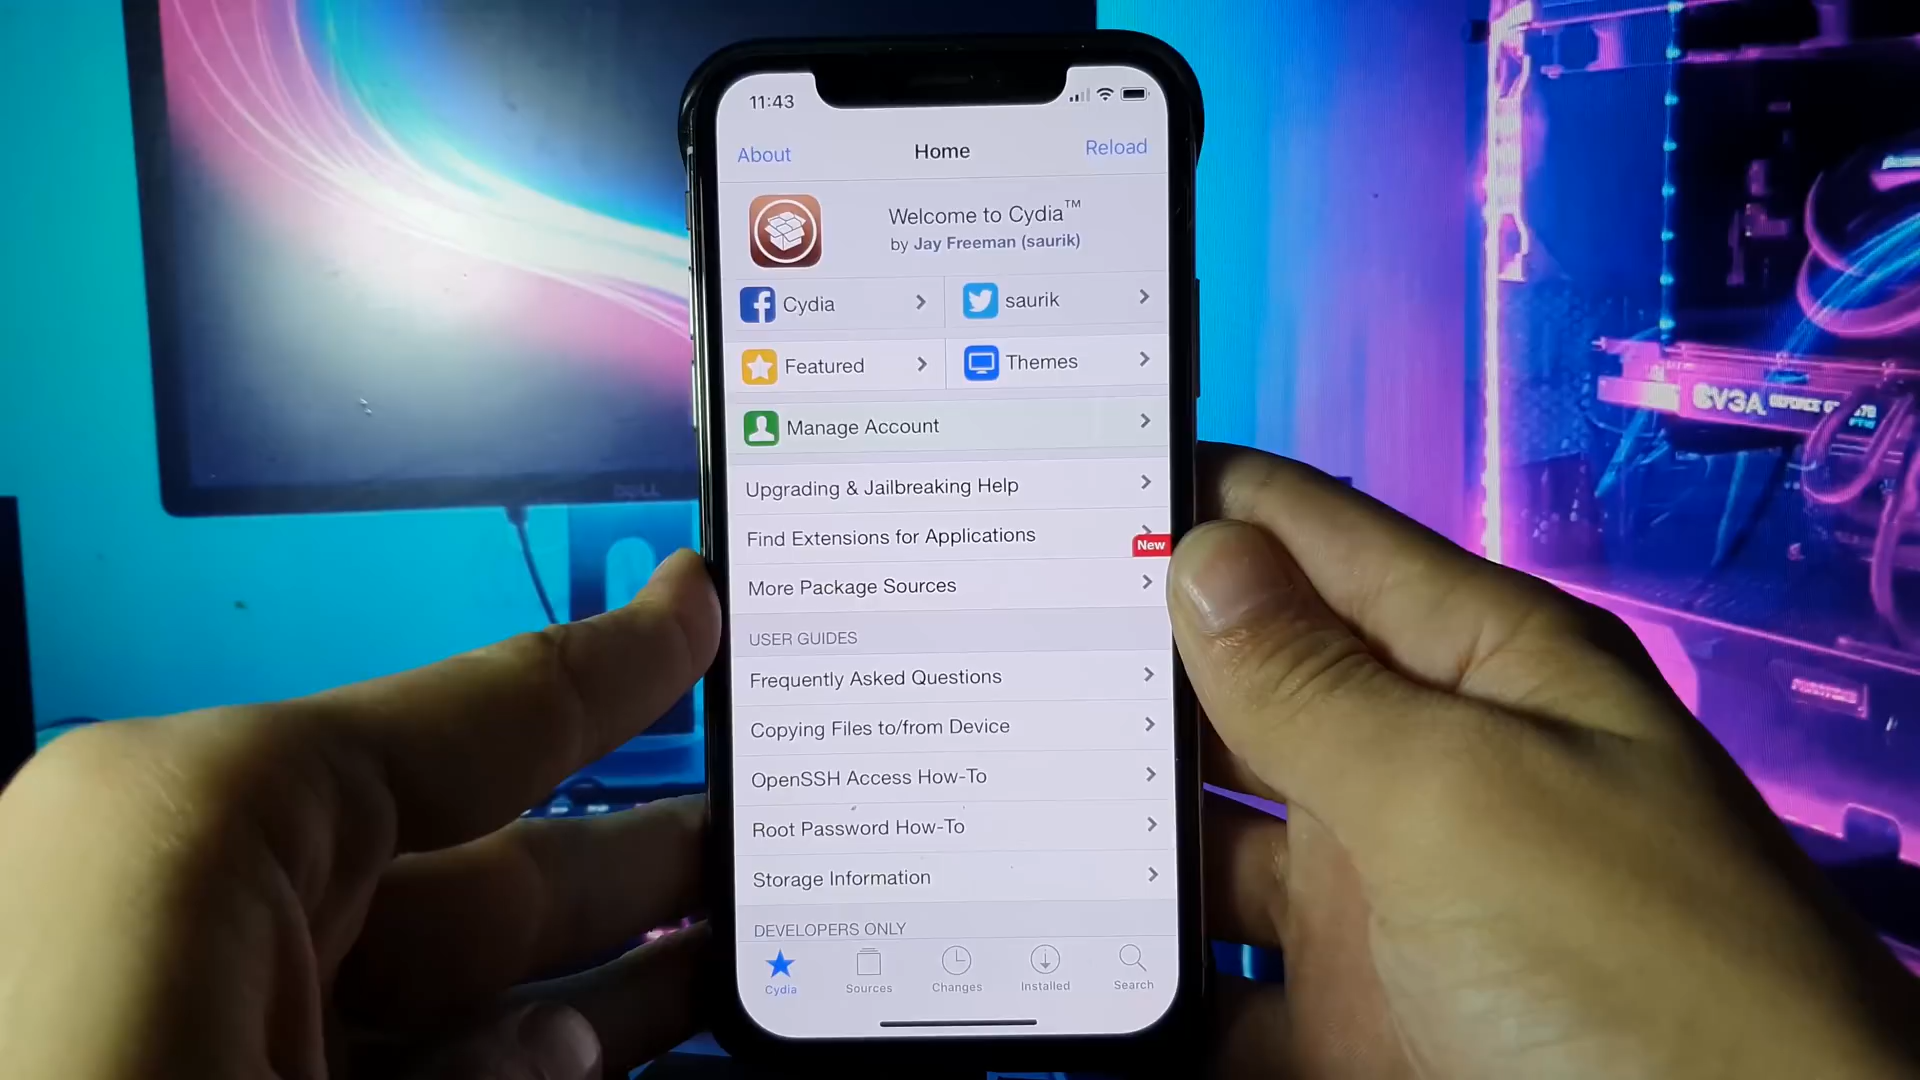 11:43
About
Home
Reload
Welcome to Cydia™
by Jay Freeman (saurik)
Cydia
saurik
Featured
Themes
Manage Account
Upgrading & Jailbreaking Help
Find Extensions for Applications
New
More Package Sources
USER GUIDES
Frequently Asked Questions
Copying Files to/from Device
OpenSSH Access How-To
Root Password How-To
Storage Information
DEVELOPERS ONLY
Cydia
Sources
Changes
Installed
Search
DELL
EVGA